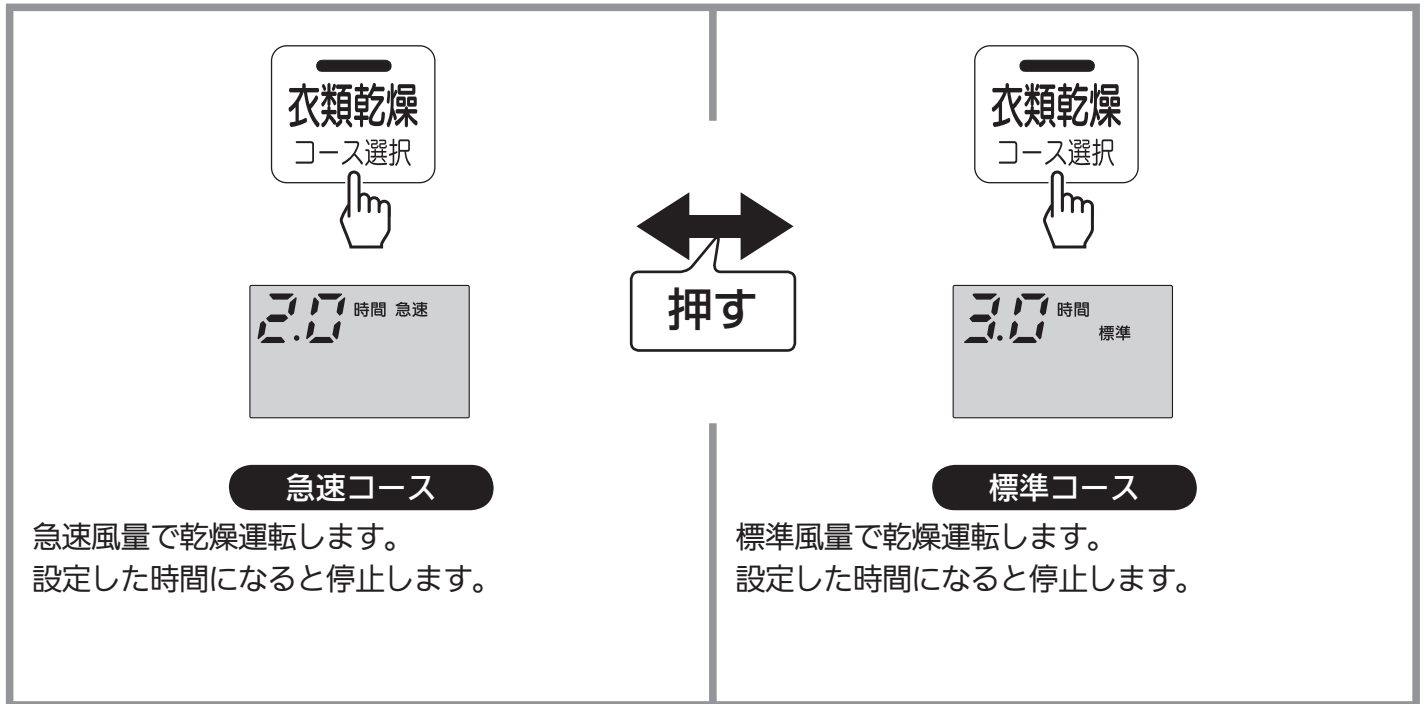 衣類乾燥
コース選択
2.0 時間 急速
急速コース
急速風量で乾燥運転します。
設定した時間になると停止します。
押す
衣類乾燥
コース選択
3.0 時間
標準
標準コース
標準風量で乾燥運転します。
設定した時間になると停止します。